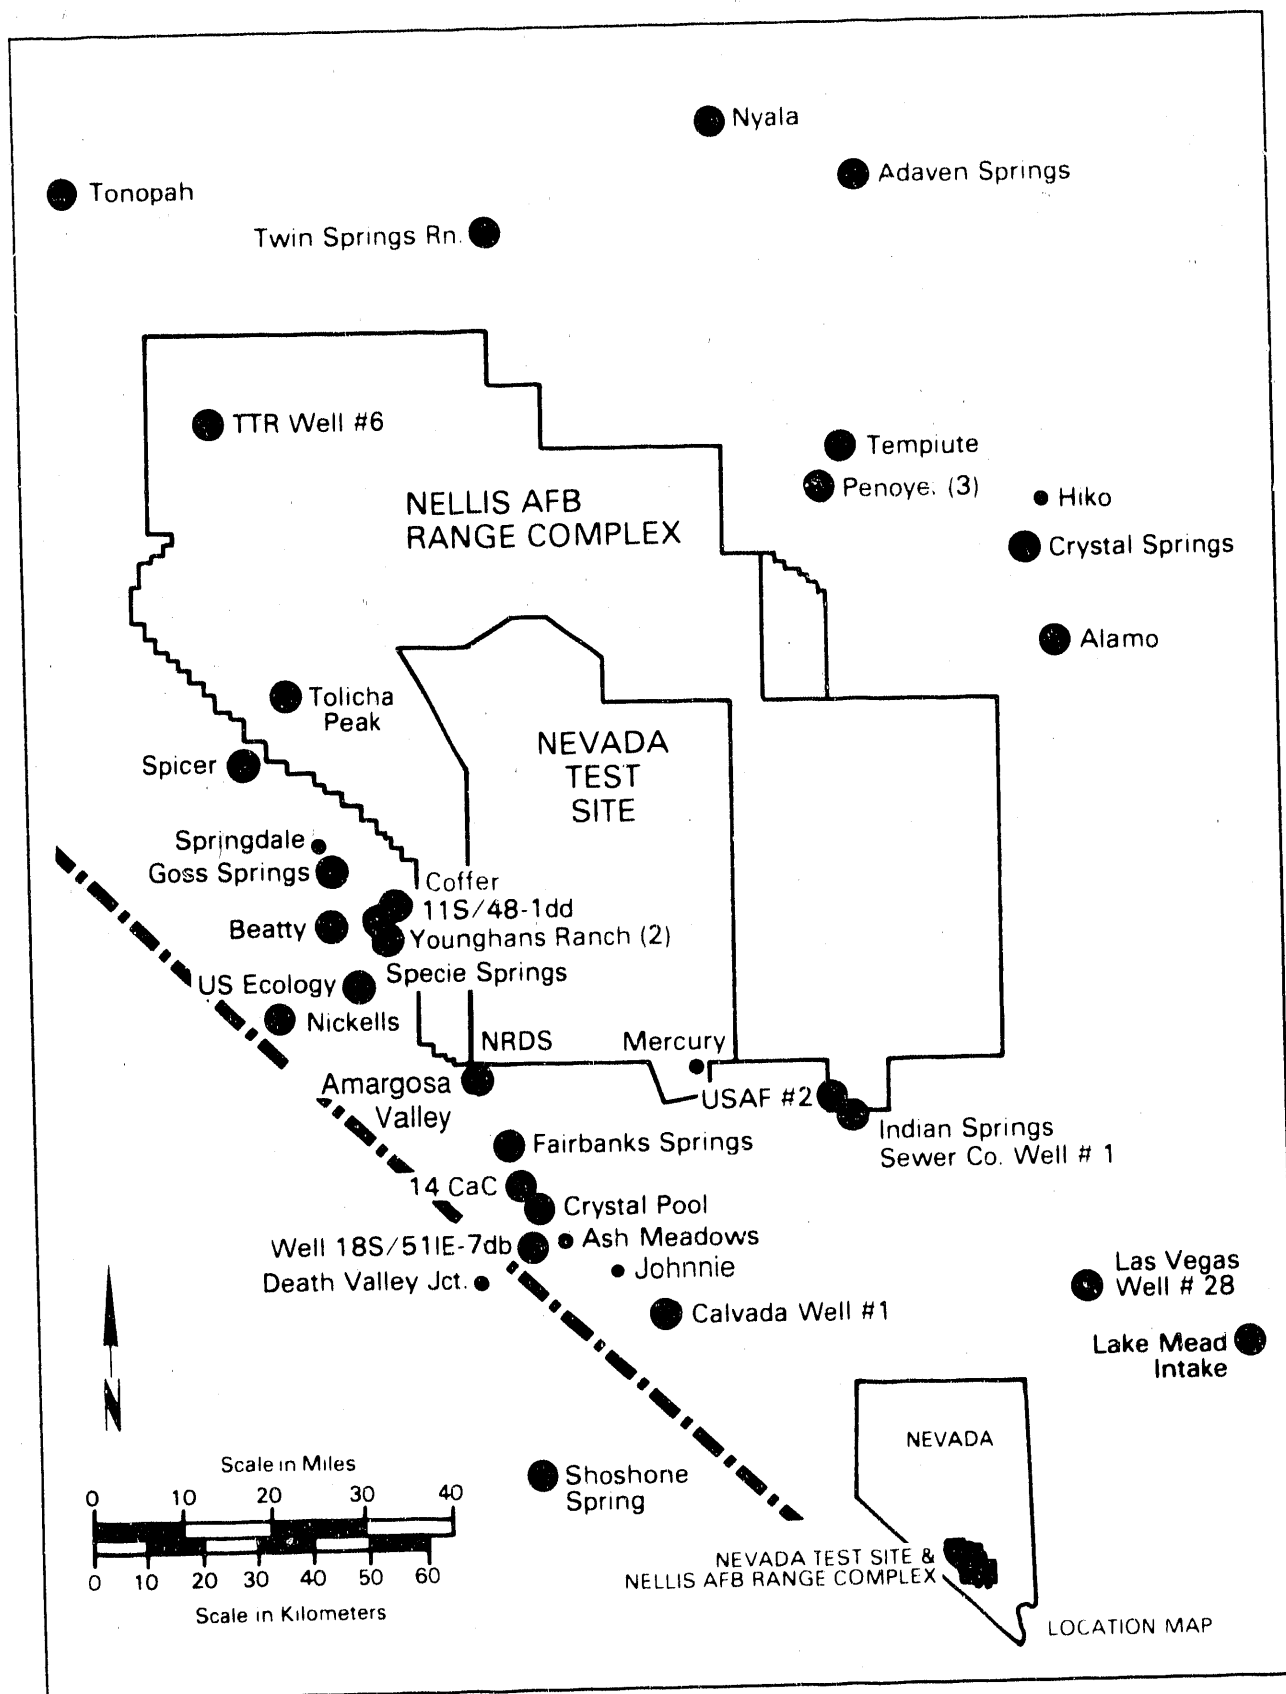 Nyala
Adaven Springs
Tonopah
Twin Springs Rn.
TTR Well #6
Tempiute
Penoye. (3)
NELLIS AFB
RANGE COMPLEX
Hiko
Crystal Springs
Alamo
Tolicha
Peak
NEVADA
TEST
SITE
Spicer
Springdale
Goss Springs
Coffer
11S/48-1dd
Beatty
Younghans Ranch (2)
Specie Springs
US Ecology
Nickells
NRDS
Mercury
Amargosa
Valley
USAF #2
Indian Springs
Sewer Co. Well # 1
Fairbanks Springs
14 CaC
Crystal Pool
Ash Meadows
Well 18S/51IE-7db
Johnnie
Death Valley Jct.
Las Vegas
Well # 28
Calvada Well #1
Lake Mead
Intake
N
NEVADA
Scale in Miles
0 10 20 30 40
0 10 20 30 40 50 60
Scale in Kilometers
Shoshone
Spring
NEVADA TEST SITE &
NELLIS AFB RANGE COMPLEX
LOCATION MAP